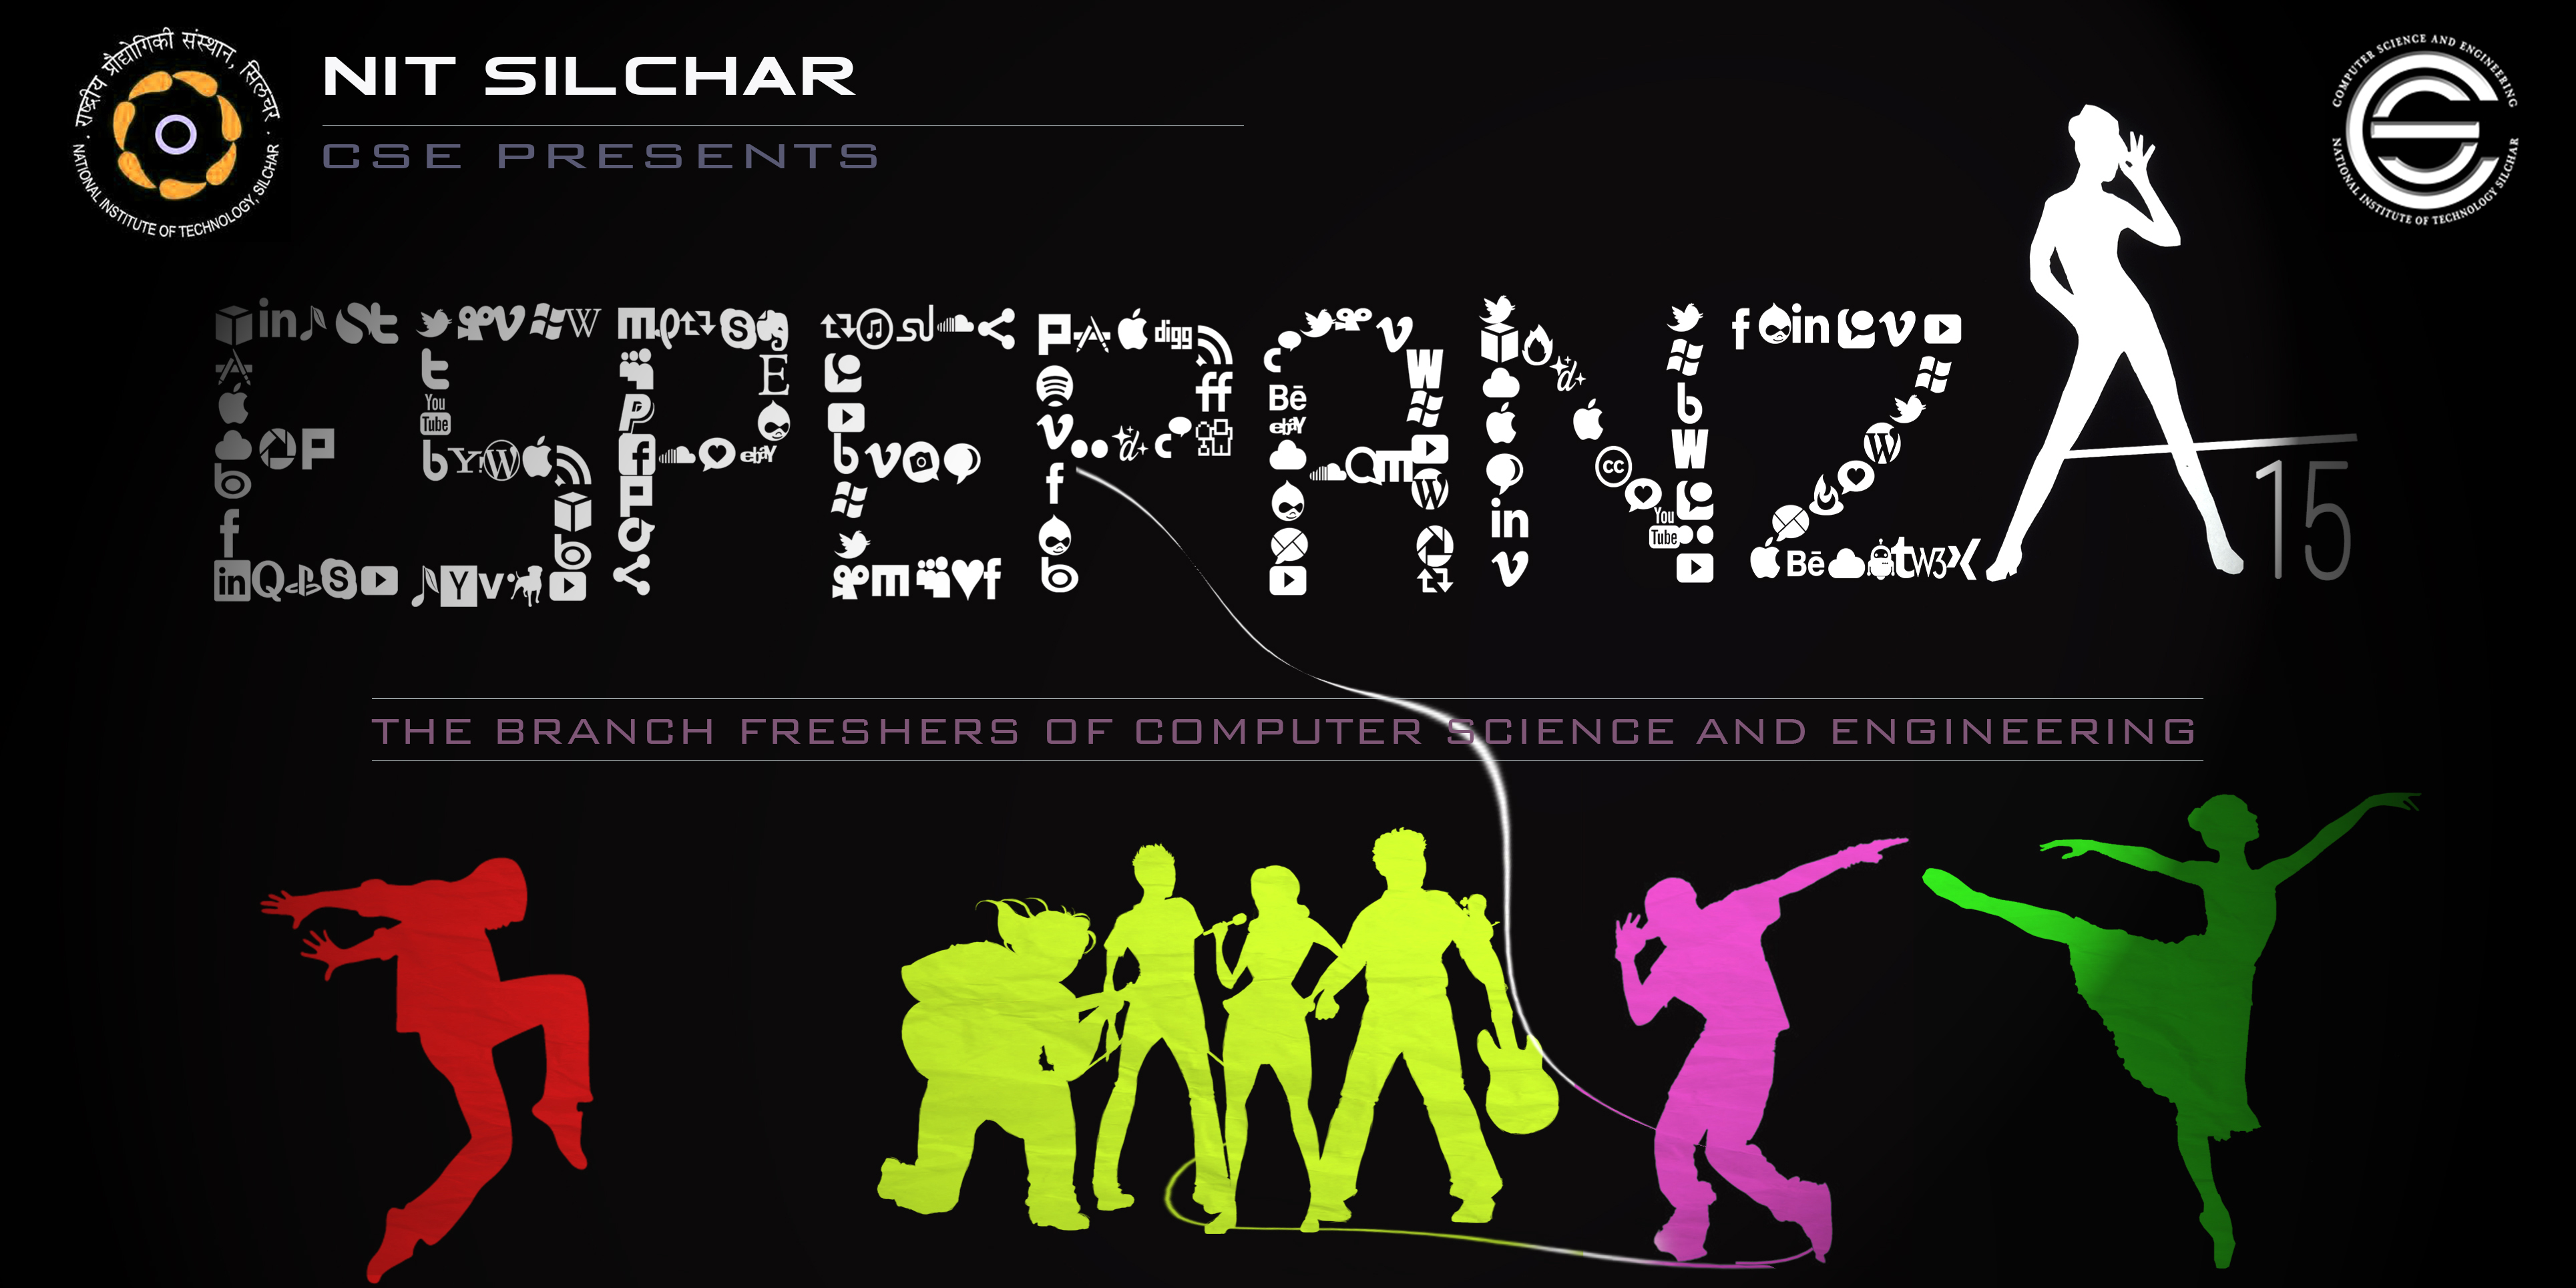 राष्ट्रीय प्रौद्योगिकी संस्थान, सिलचर
NATIONAL INSTITUTE OF TECHNOLOGY, SILCHAR
NIT SILCHAR
CSE PRESENTS
COMPUTER SCIENCE AND ENGINEERING
NATIONAL INSTITUTE OF TECHNOLOGY SILCHAR
ESPERANZA
15
THE BRANCH FRESHERS OF COMPUTER SCIENCE AND ENGINEERING